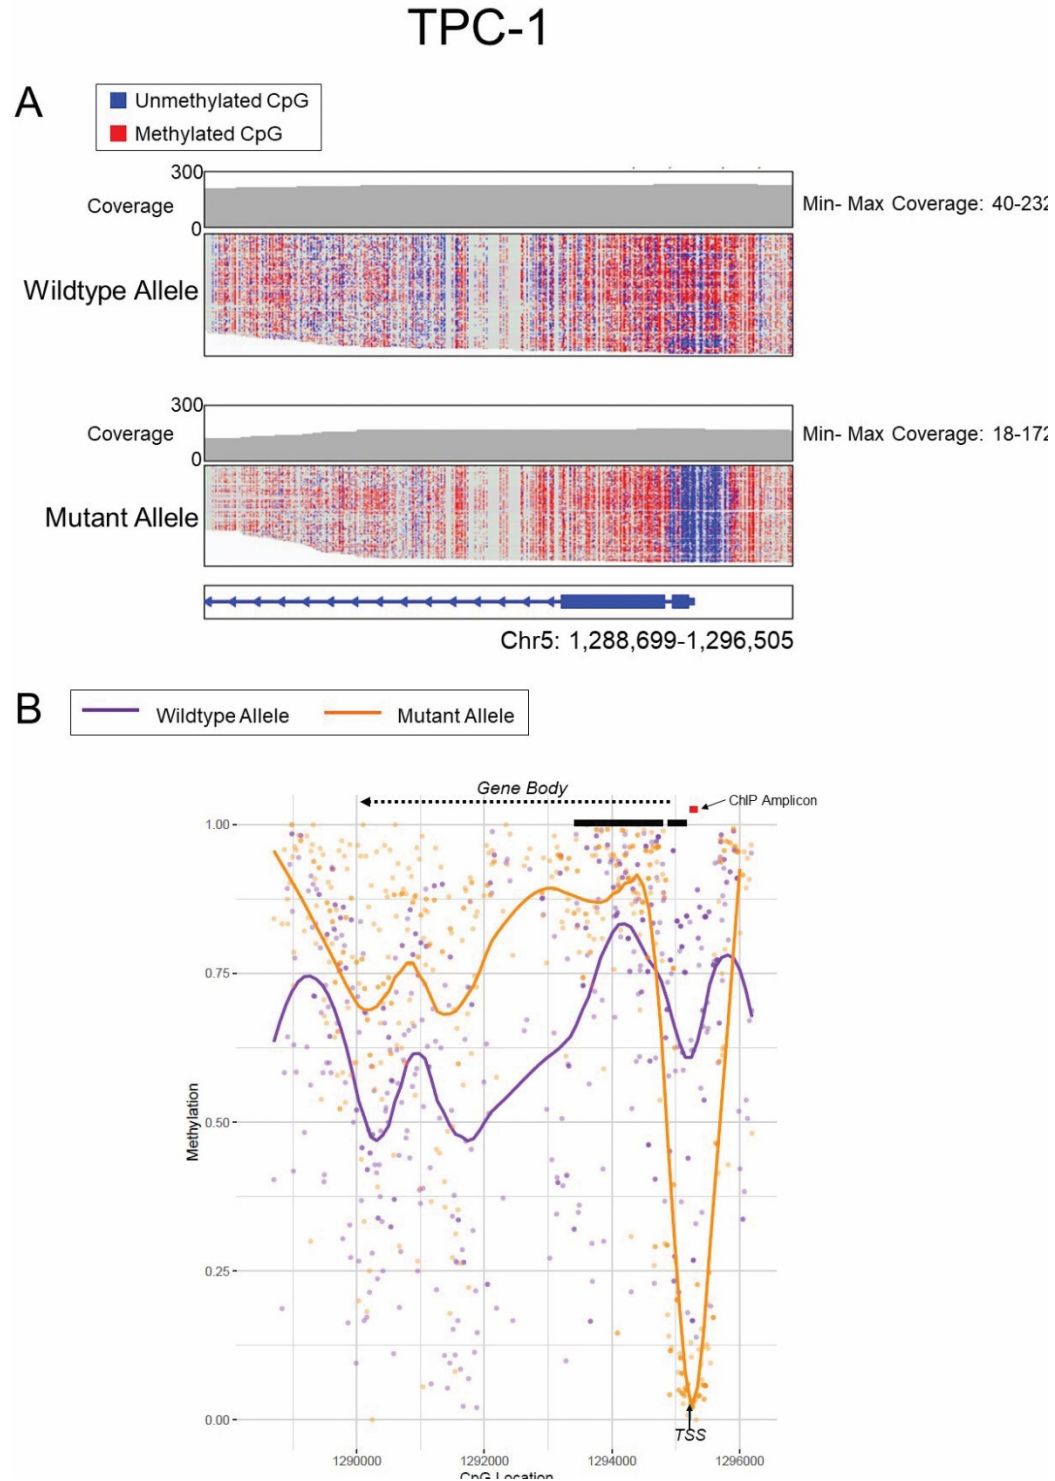 TPC-1
A
Unmethylated CpG
Methylated CpG
300
Coverage
0
Min- Max Coverage: 40-232
Wildtype Allele
300
Coverage
0
Min- Max Coverage: 18-172
Mutant Allele
Chr5: 1,288,699-1,296,505
B
Wildtype Allele
Mutant Allele
Gene Body
ChIP Amplicon
1.00
0.75
0.50
0.25
0.00
Methylation
TSS
1290000 1292000 1294000 1296000
CpG Location